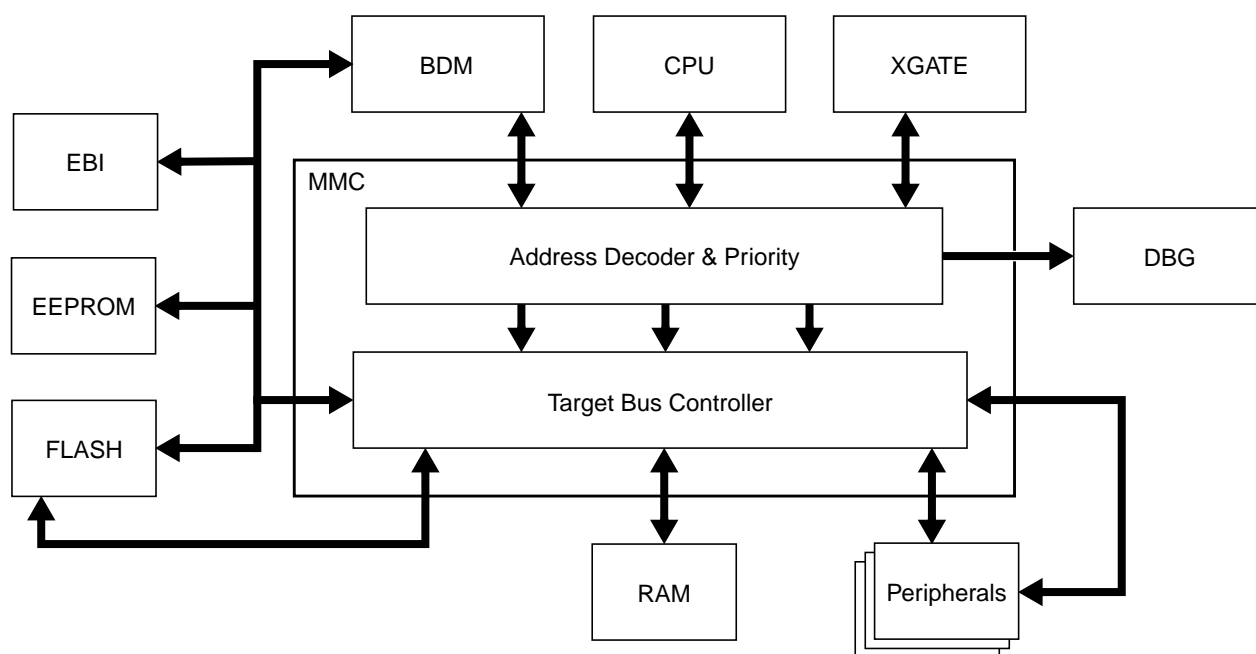 BDM
CPU
XGATE
EBI
MMC
Address Decoder & Priority
DBG
EEPROM
Target Bus Controller
FLASH
RAM
Peripherals